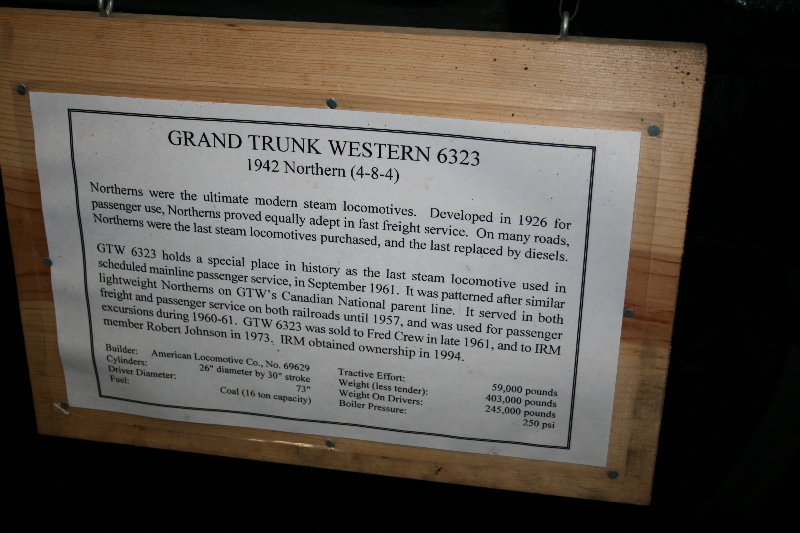 GRAND TRUNK WESTERN 6323
1942 Northern (4-8-4)
Northerns were the ultimate modern steam locomotives. Developed in 1926 for
passenger use, Northerns proved equally adept in fast freight service. On many roads,
Northerns were the last steam locomotives purchased, and the last replaced by diesels.
GTW 6323 holds a special place in history as the last steam locomotive used in
scheduled mainline passenger service, in September 1961. It was patterned after similar
lightweight Northerns on GTW's Canadian National parent line. It served in both
freight and passenger service on both railroads until 1957, and was used for passenger
excursions during 1960-61. GTW 6323 was sold to Fred Crew in late 1961, and to IRM
member Robert Johnson in 1973. IRM obtained ownership in 1994.
Builder: American Locomotive Co., No. 69629
Cylinders: 26" diameter by 30" stroke
Driver Diameter: 73"
Fuel: Coal (16 ton capacity)
Tractive Effort: 59,000 pounds
Weight (less tender): 403,000 pounds
Weight On Drivers: 245,000 pounds
Boiler Pressure: 250 psi